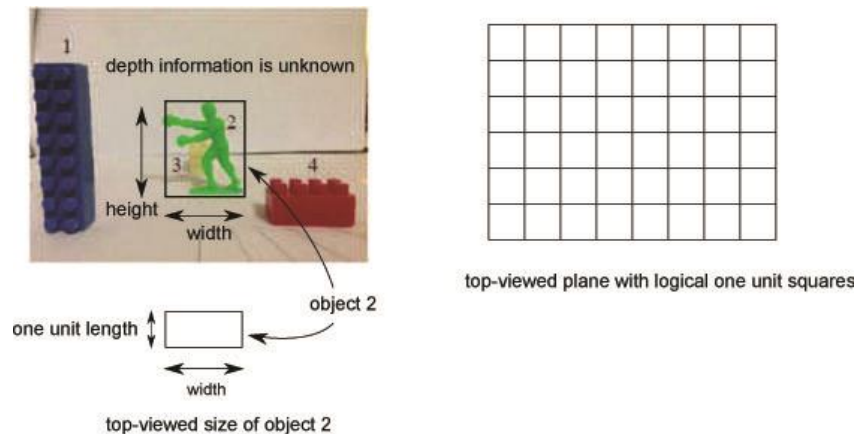 1
depth information is unknown
2
3
4
height
width
object 2
one unit length
width
top-viewed size of object 2
top-viewed plane with logical one unit squares